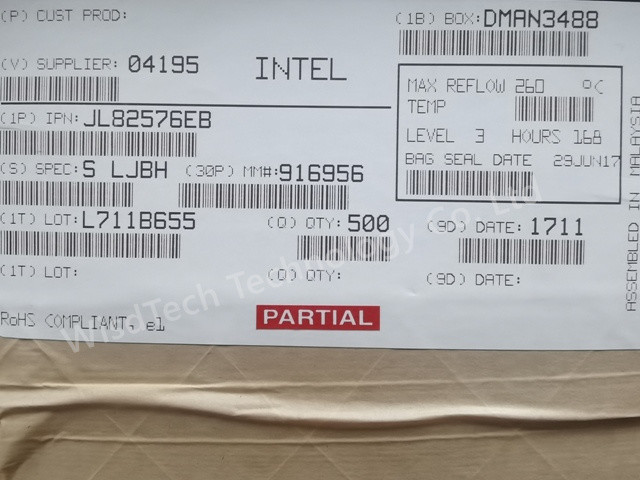 (P) CUST PROD:
(1B) BOX: DMAN3488
(V) SUPPLIER: 04195
INTEL
MAX REFLOW 260 °C
TEMP
LEVEL 3 HOURS 168
BAG SEAL DATE 29JUN17
(1P) IPN: JL82576EB
(S) SPEC: S LJBH (30P) MM#: 916956
(1T) LOT: L711B655 (Q) QTY: 500 (9D) DATE: 1711
(1T) LOT: (Q) QTY: (9D) DATE:
ASSEMBLED IN MALAYSIA
RoHS COMPLIANT, e1
PARTIAL
WisdTech Technology Co., Ltd